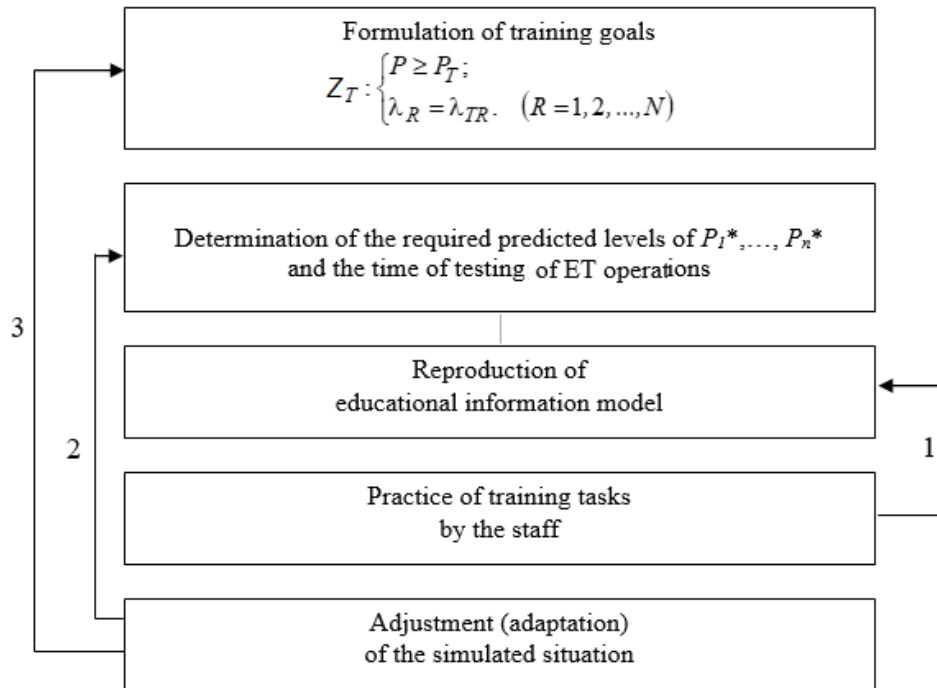 Formulation of training goals
Z_T : { P ≥ P_T ;
λ_R = λ_TR . (R = 1, 2, ..., N)
Determination of the required predicted levels of P_1*,..., P_n*
and the time of testing of ET operations
3
Reproduction of
educational information model
2
1
Practice of training tasks
by the staff
Adjustment (adaptation)
of the simulated situation